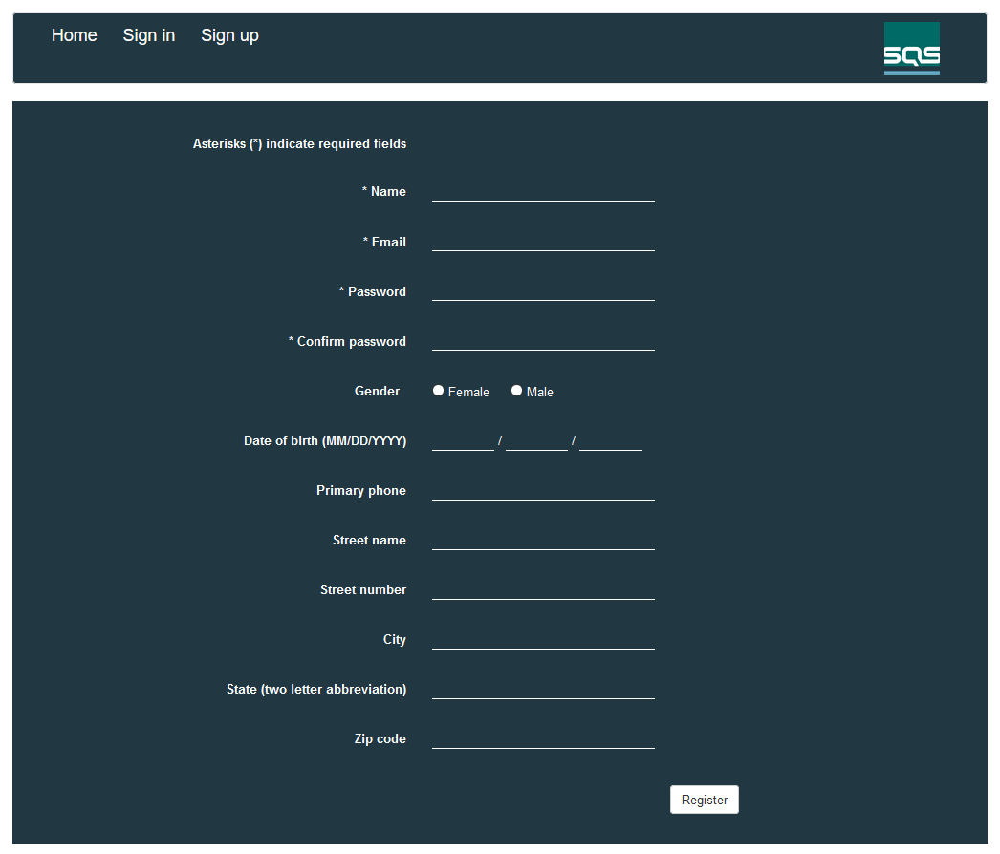 Home Sign in Sign up
SQS
Asterisks (*) indicate required fields
* Name
* Email
* Password
* Confirm password
Gender Female Male
Date of birth (MM/DD/YYYY) / /
Primary phone
Street name
Street number
City
State (two letter abbreviation)
Zip code
Register